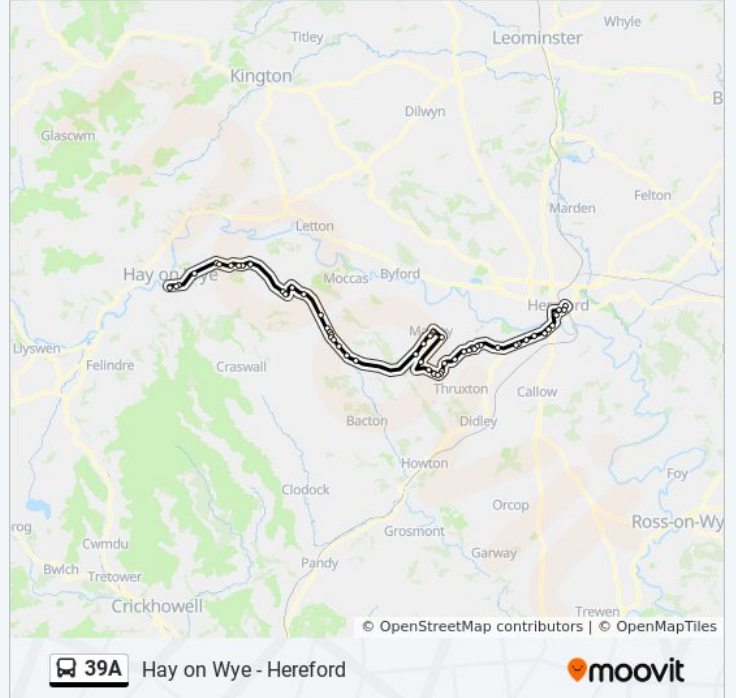 Whyle
Titley
Leominster
Kington
Dilwyn
B
Glascwm
Felton
Marden
Letton
Hay on Wye
Moccas
Byford
Hereford
Llyswen
Felindre
Craswall
Thruxton
Callow
Bacton
Didley
Howton
Foy
Clodock
Orcop
rog
Grosmont
Ross-on-Wy
Cwmdu
Garway
Pandy
Bwlch
Tretower
Crickhowell
Trewen
© OpenStreetMap contributors | © OpenMapTiles
39A Hay on Wye - Hereford
moovit